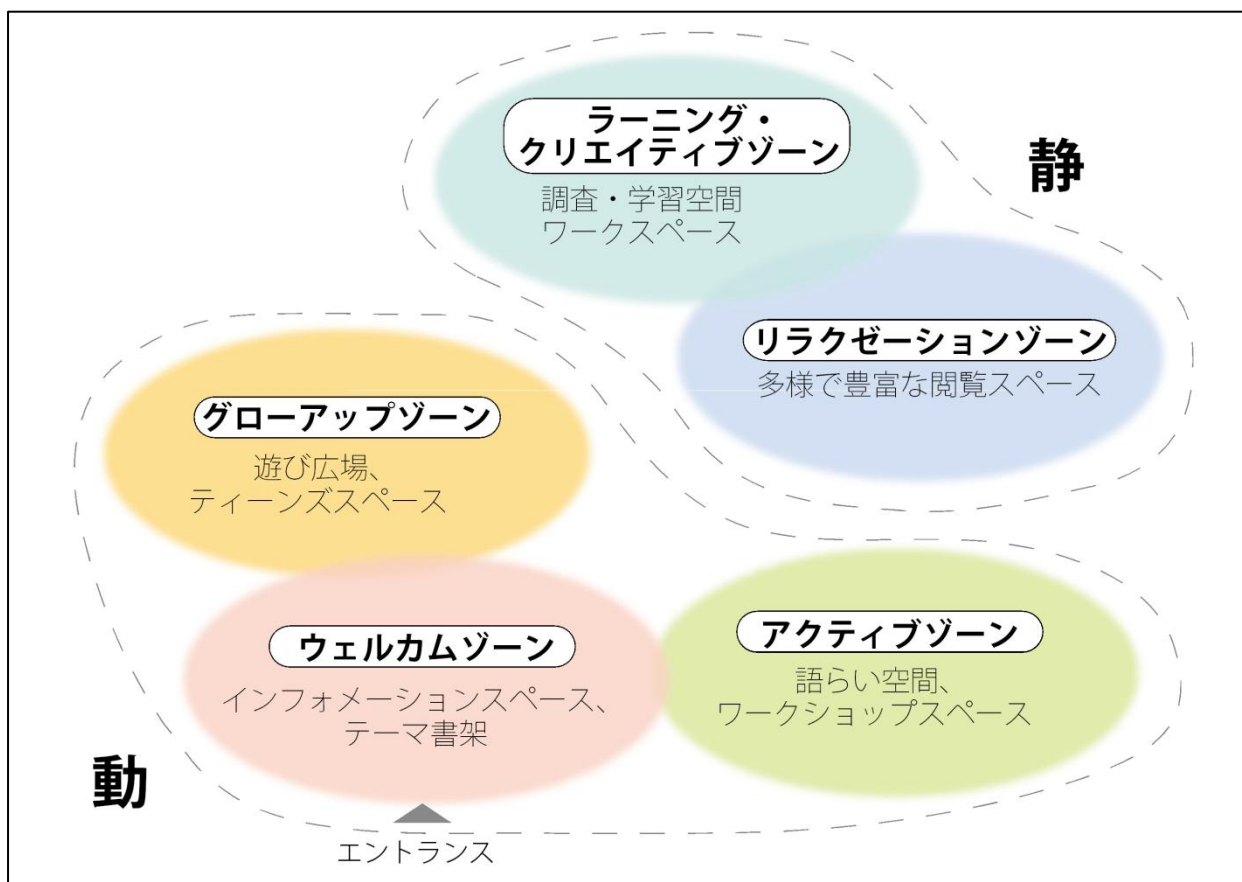 ラーニング・
クリエイティブゾーン
調査・学習空間
ワークスペース
静
リラクゼーションゾーン
多様で豊富な閲覧スペース
グローアップゾーン
遊び広場、
ティーンズスペース
ウェルカムゾーン
インフォメーションスペース、
テーマ書架
アクティブゾーン
語らい空間、
ワークショップスペース
動
エントランス